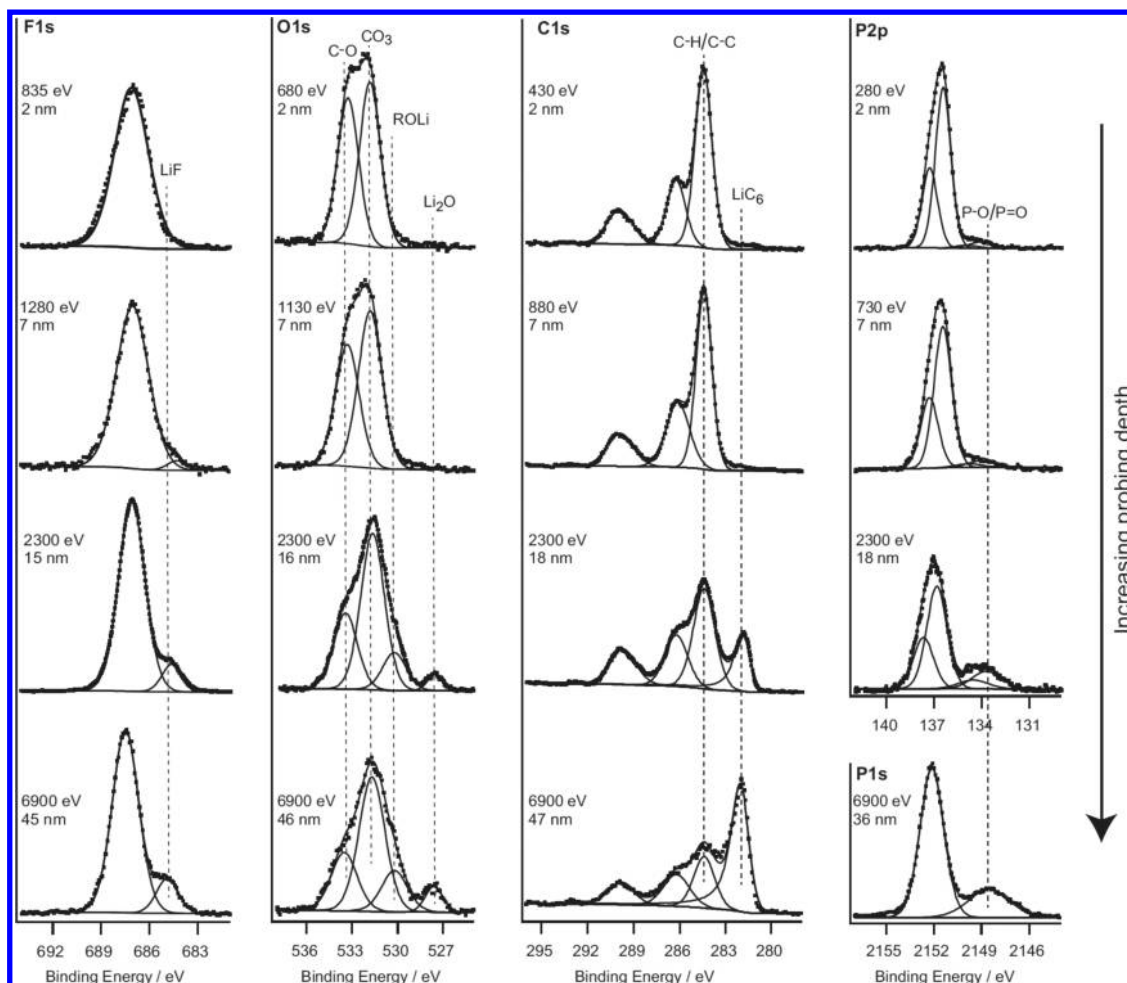 F1s
835 eV
2 nm
LiF
1280 eV
7 nm
2300 eV
15 nm
6900 eV
45 nm
692 689 686 683
Binding Energy / eV
O1s
C-O
CO3
680 eV
2 nm
ROLi
Li2O
1130 eV
7 nm
2300 eV
16 nm
6900 eV
46 nm
536 533 530 527
Binding Energy / eV
C1s
C-H/C-C
430 eV
2 nm
LiC6
880 eV
7 nm
2300 eV
18 nm
6900 eV
47 nm
295 289 286 284 280
Binding Energy / eV
P2p
280 eV
2 nm
P-O/P=O
730 eV
7 nm
2300 eV
18 nm
140 137 134 131
P1s
6900 eV
36 nm
2155 2152 2149 2146
Binding Energy / eV
Increasing probing depth